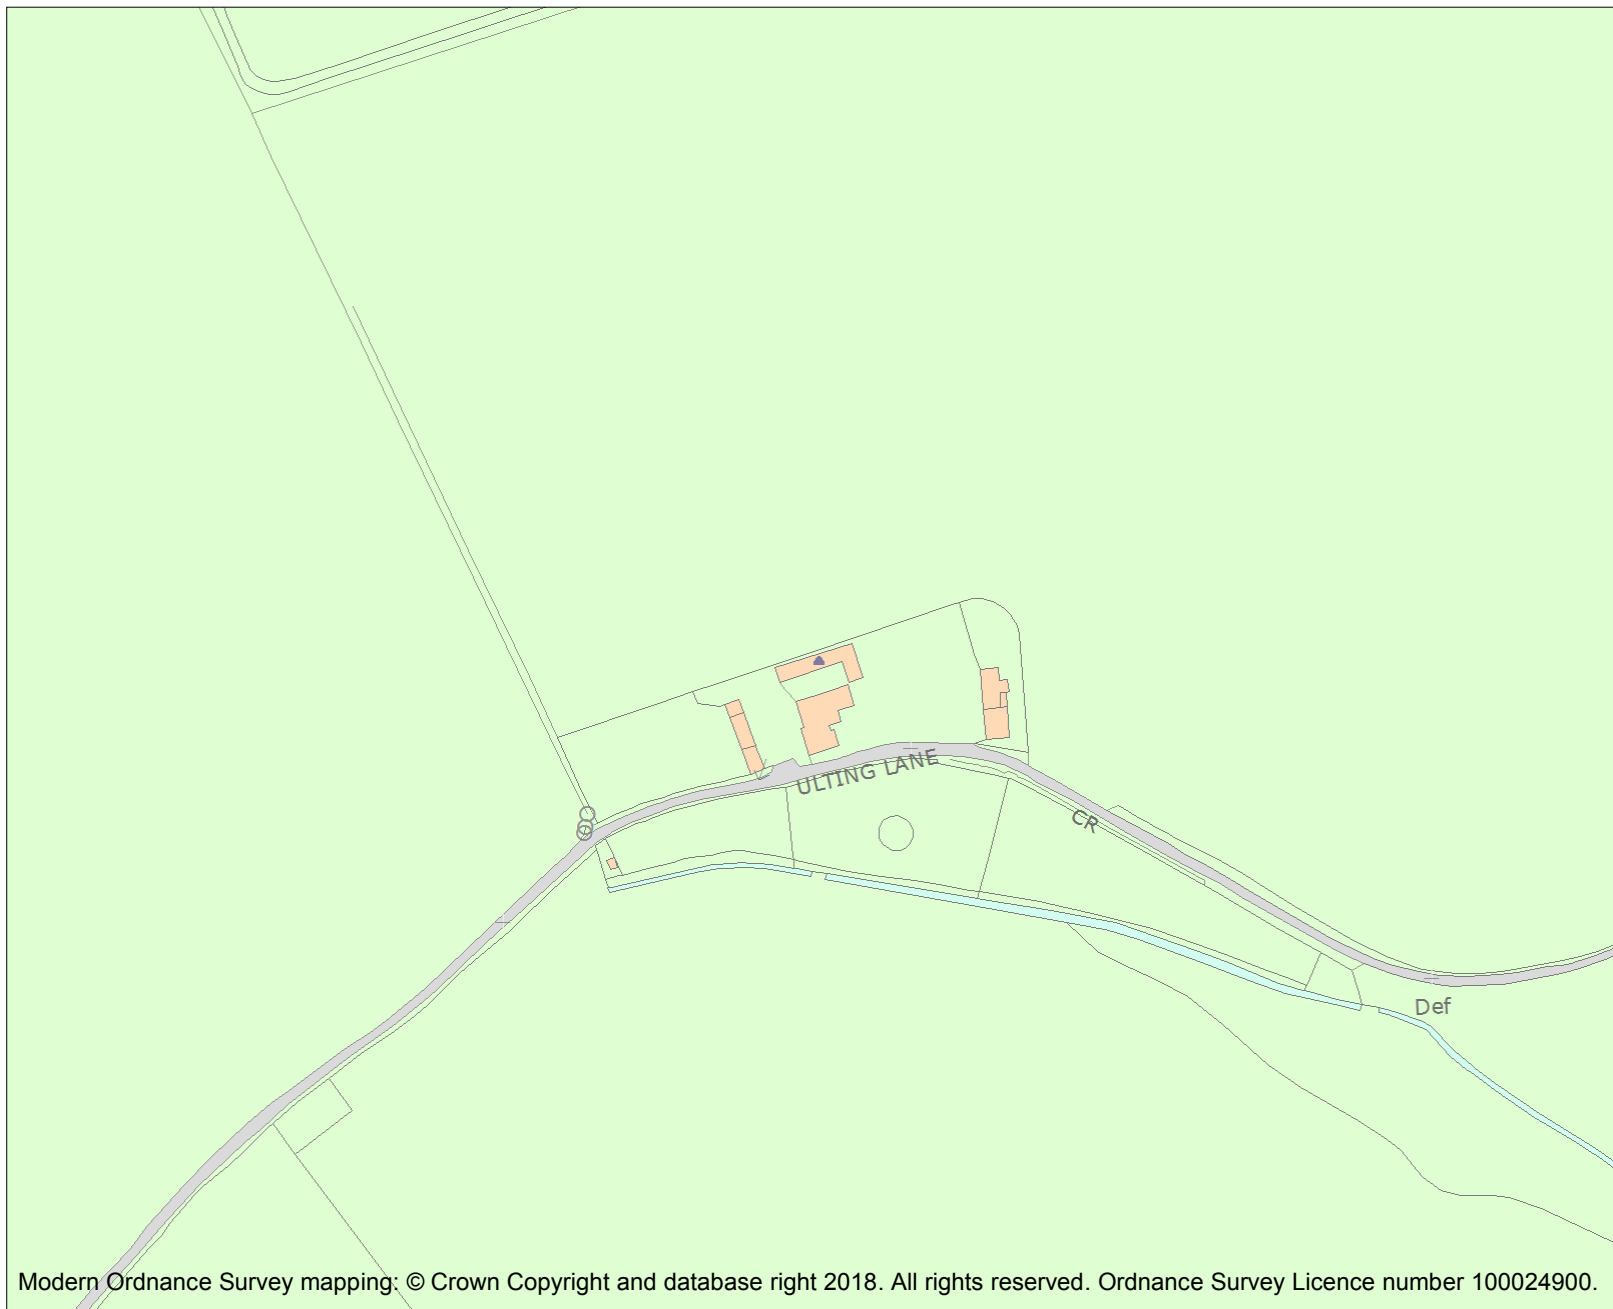 ULTING LANE
CR
Def
Modern Ordnance Survey mapping: © Crown Copyright and database right 2018. All rights reserved. Ordnance Survey Licence number 100024900.